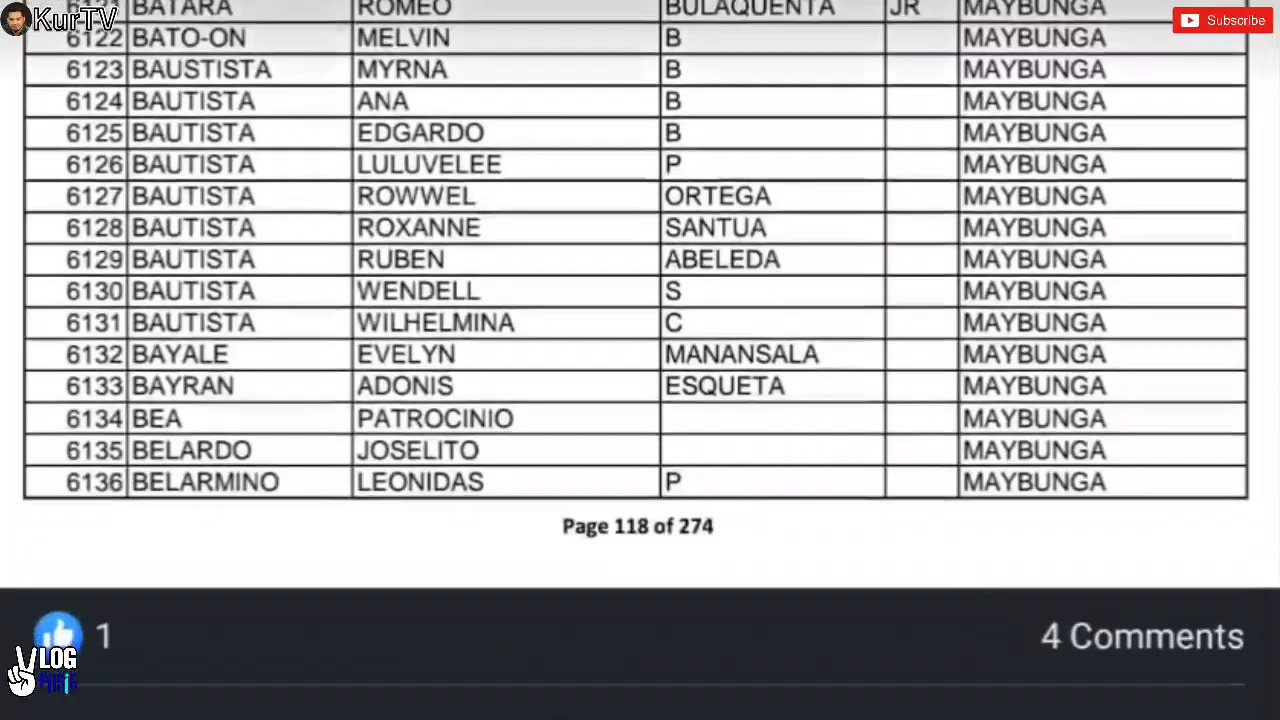 KurTV
Subscribe
BATARA ROMEO BULAQUENTA JR MAYBUNGA
6122 BATO-ON MELVIN B MAYBUNGA
6123 BAUSTISTA MYRNA B MAYBUNGA
6124 BAUTISTA ANA B MAYBUNGA
6125 BAUTISTA EDGARDO B MAYBUNGA
6126 BAUTISTA LULUVELEE P MAYBUNGA
6127 BAUTISTA ROWWEL ORTEGA MAYBUNGA
6128 BAUTISTA ROXANNE SANTUA MAYBUNGA
6129 BAUTISTA RUBEN ABELEDA MAYBUNGA
6130 BAUTISTA WENDELL S MAYBUNGA
6131 BAUTISTA WILHELMINA C MAYBUNGA
6132 BAYALE EVELYN MANANSALA MAYBUNGA
6133 BAYRAN ADONIS ESQUETA MAYBUNGA
6134 BEA PATROCINIO MAYBUNGA
6135 BELARDO JOSELITO MAYBUNGA
6136 BELARMINO LEONIDAS P MAYBUNGA
Page 118 of 274
1
4 Comments
VLOG